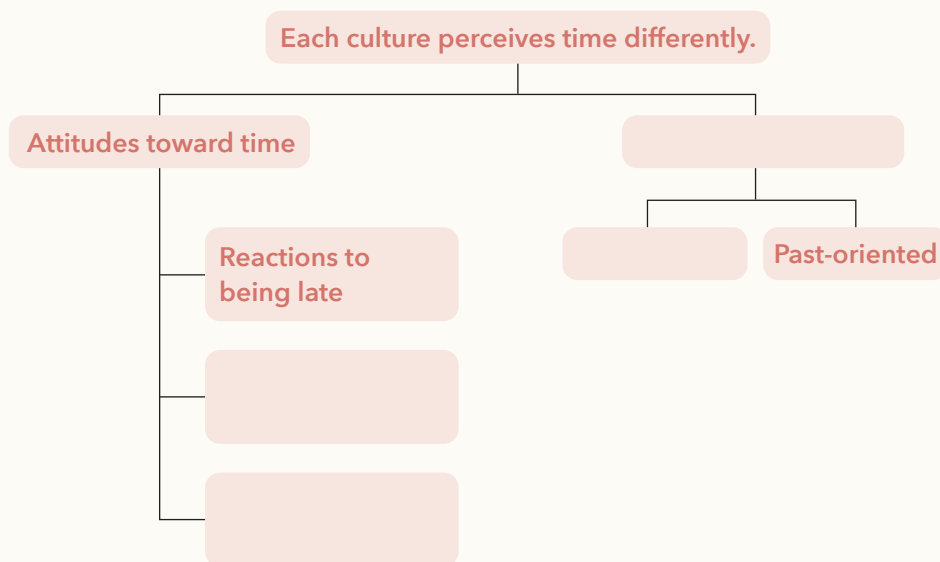 Each culture perceives time differently.
Attitudes toward time
Reactions to
being late
Past-oriented